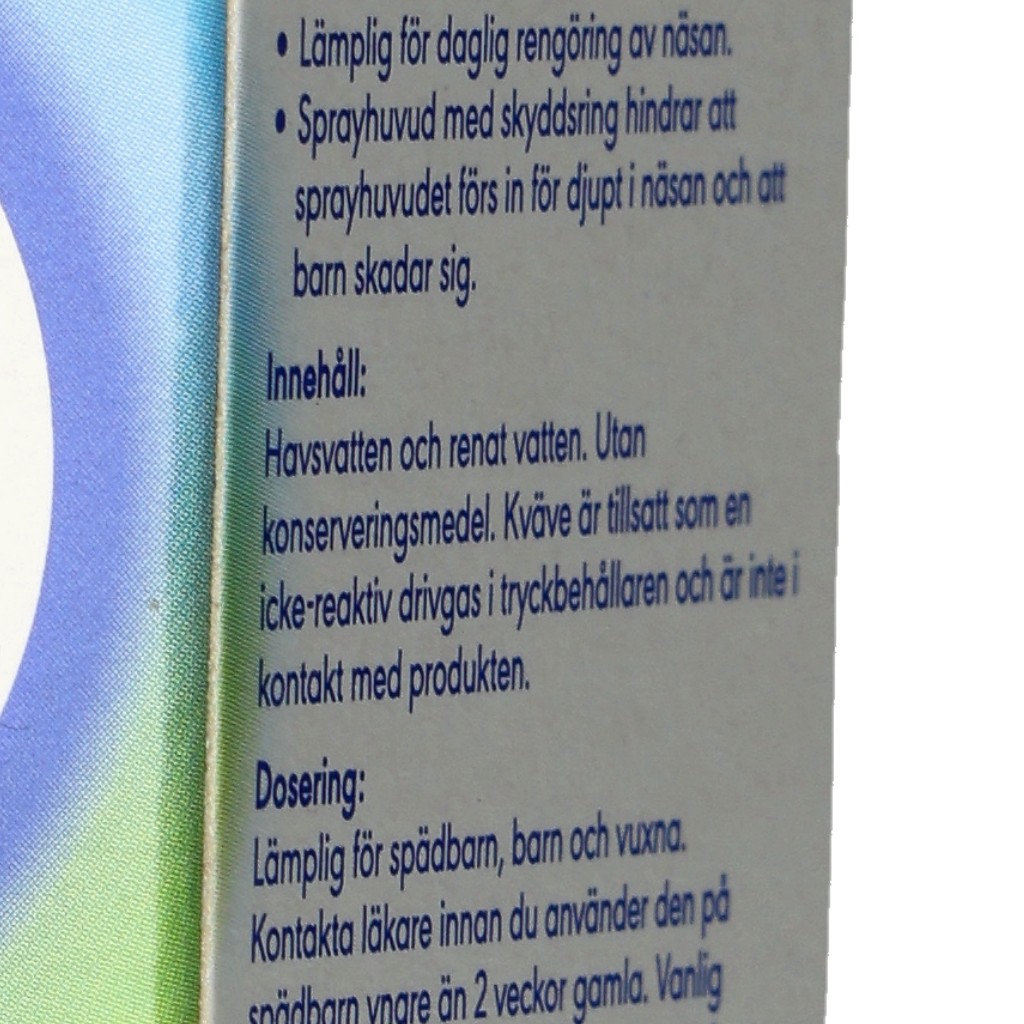 • Lämplig för daglig rengöring av näsan.
• Sprayhuvud med skyddsring hindrar att
sprayhuvudet förs in för djupt i näsan och att
barn skadar sig.
Innehåll:
Havsvatten och renat vatten. Utan
konserveringsmedel. Kväve är tillsatt som en
icke-reaktiv drivgas i tryckbehållaren och är inte i
kontakt med produkten.
Dosering:
Lämplig för spädbarn, barn och vuxna.
Kontakta läkare innan du använder den på
spädbarn yngre än 2 veckor gamla. Vanlig